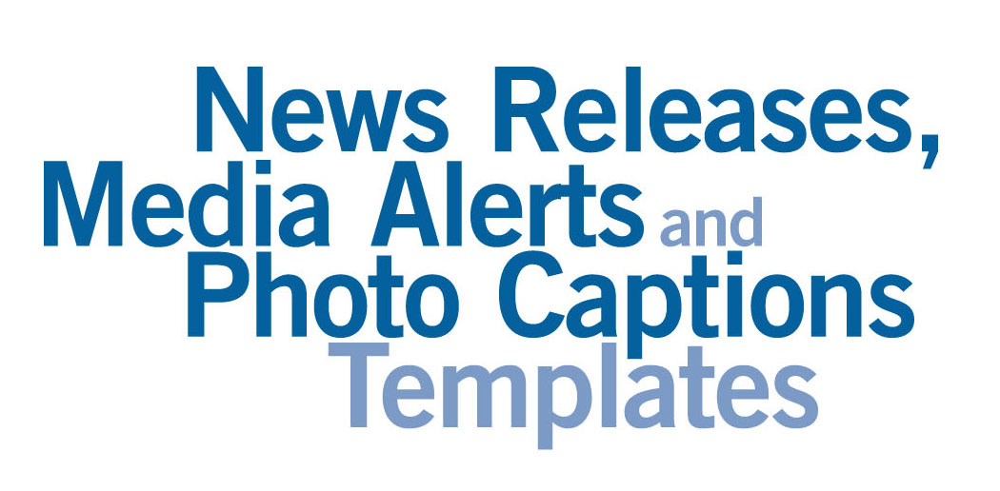 News Releases,
Media Alerts and
Photo Captions
Templates